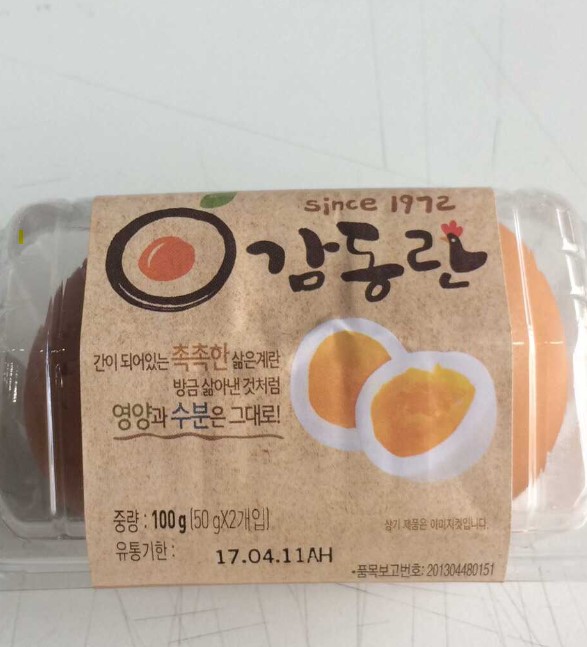 since 1972
감동란
간이 되어있는 촉촉한 삶은계란
방금 삶아낸 것처럼
영양과 수분은 그대로!
중량 : 100g (50gX2개입)
상기 제품은 이미지컷입니다.
유통기한 : 17.04.11AH
•품목보고번호: 201304480151